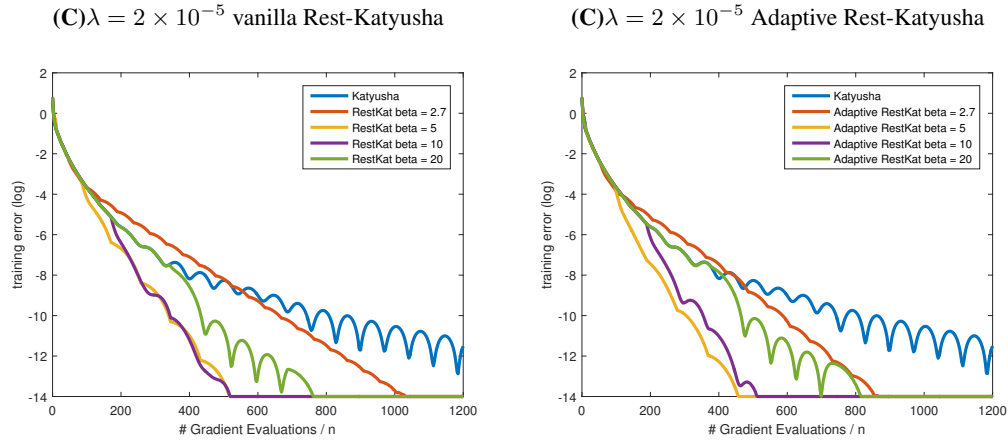 (C)λ = 2 × 10⁻⁵ vanilla Rest-Katyusha
2
0
-2
-4
-6
-8
-10
-12
-14
training error (log)
Katyusha
RestKat beta = 2.7
RestKat beta = 5
RestKat beta = 10
RestKat beta = 20
0 200 400 600 800 1000 1200
# Gradient Evaluations / n
(C)λ = 2 × 10⁻⁵ Adaptive Rest-Katyusha
2
0
-2
-4
-6
-8
-10
-12
-14
training error (log)
Katyusha
Adaptive RestKat beta = 2.7
Adaptive RestKat beta = 5
Adaptive RestKat beta = 10
Adaptive RestKat beta = 20
0 200 400 600 800 1000 1200
# Gradient Evaluations / n